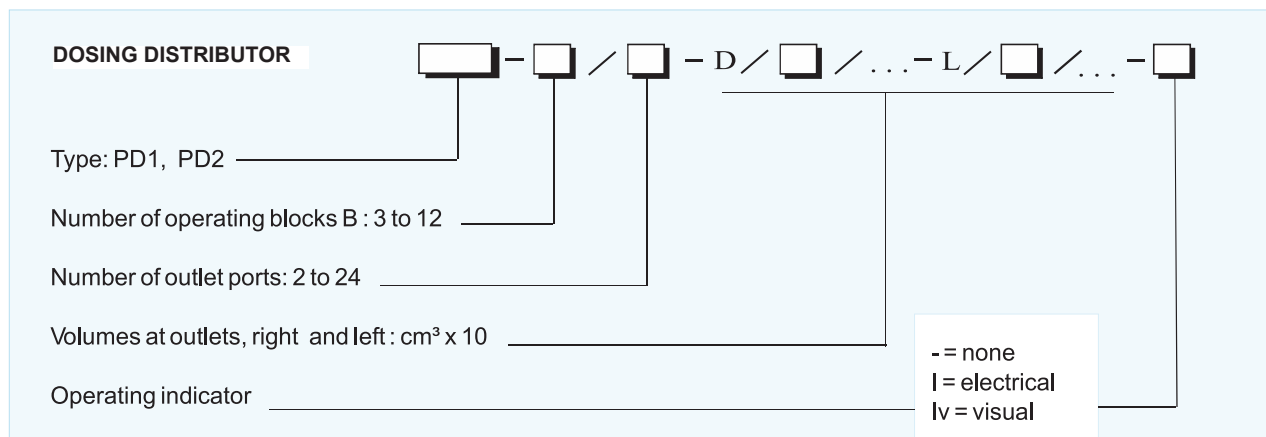 DOSING DISTRIBUTOR - / - D / / . . . - L / / . . . -
Type: PD1, PD2
Number of operating blocks B : 3 to 12
Number of outlet ports: 2 to 24
Volumes at outlets, right and left : cm³ x 10
- = none
I = electrical
Operating indicator
Iv = visual